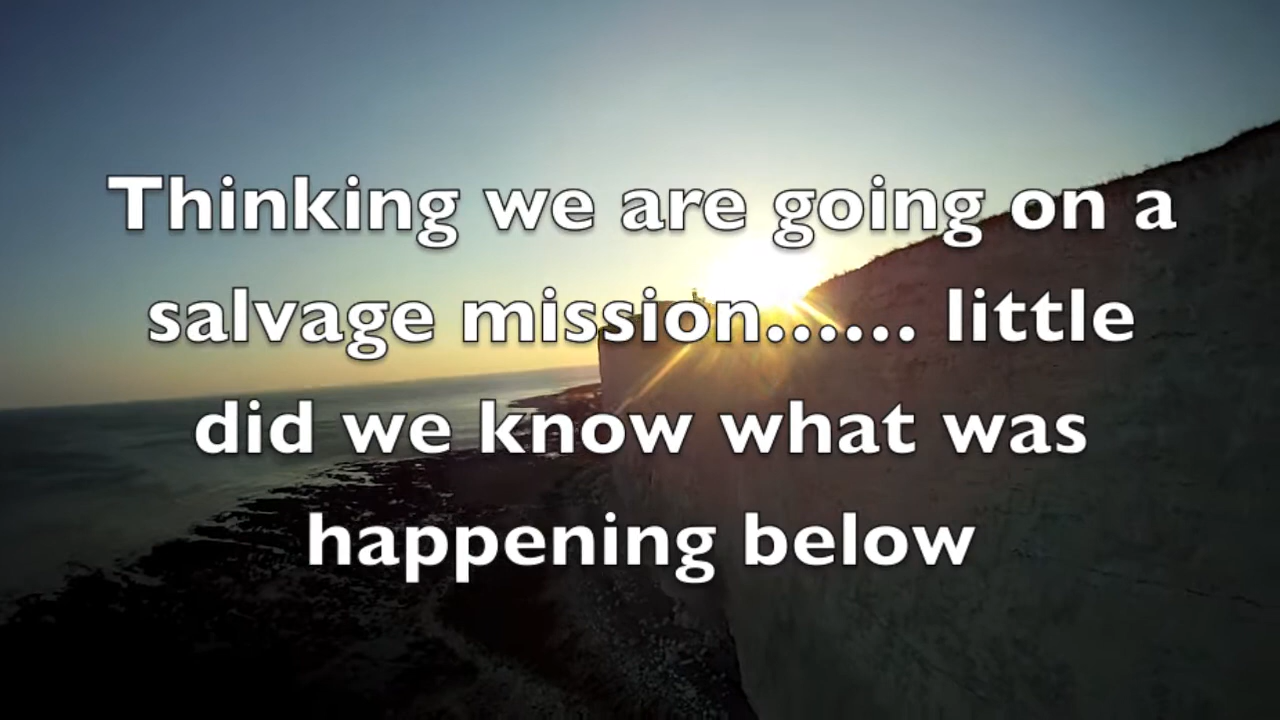 Thinking we are going on a
salvage mission...... little
did we know what was
happening below